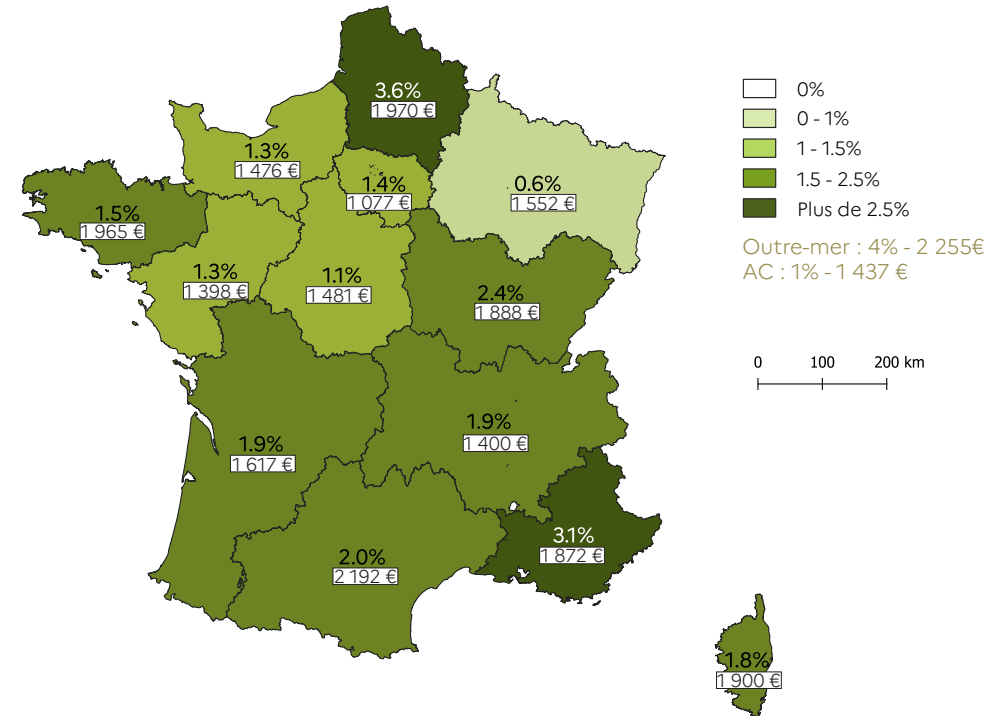 3.6%
1 970 €
1.3%
1 476 €
1.4%
1 077 €
0.6%
1 552 €
1.5%
1 965 €
1.3%
1 398 €
1.1%
1 481 €
2.4%
1 888 €
1.9%
1 617 €
1.9%
1 400 €
2.0%
2 192 €
3.1%
1 872 €
1.8%
1 900 €
0%
0 - 1%
1 - 1.5%
1.5 - 2.5%
Plus de 2.5%
Outre-mer : 4% - 2 255€
AC : 1% - 1 437 €
0 100 200 km